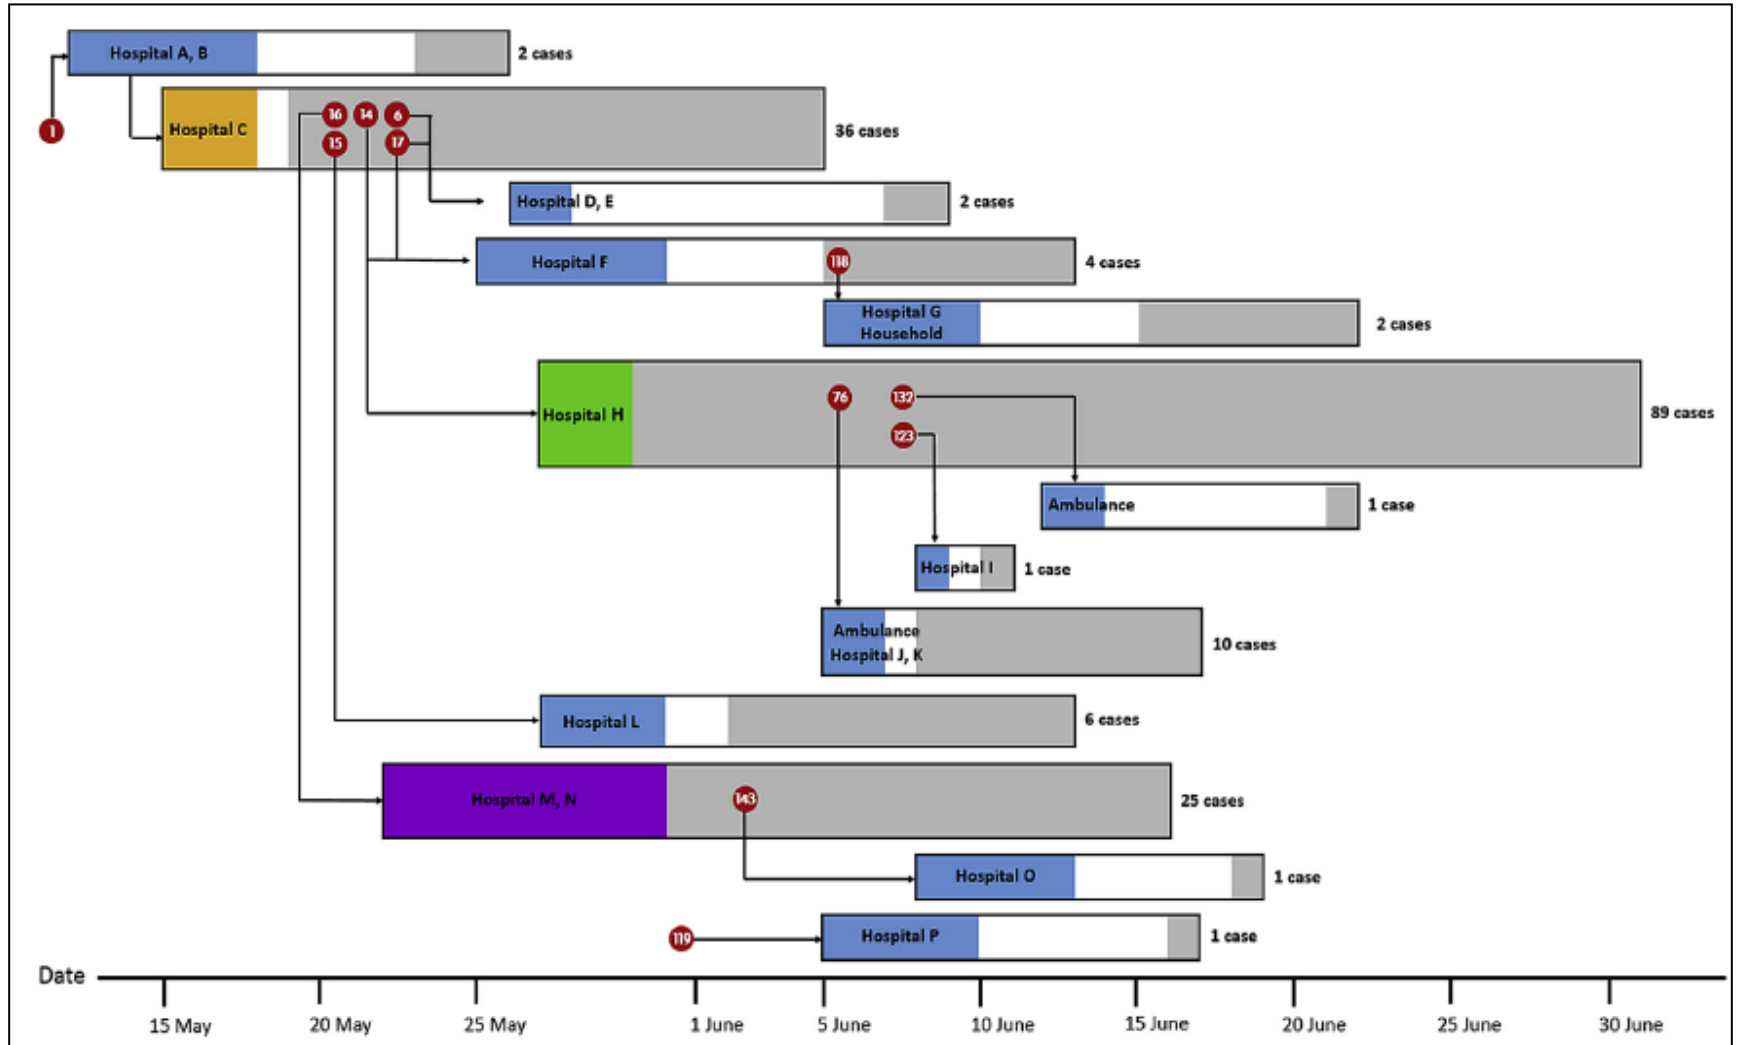 Hospital A, B
2 cases
1
Hospital C
16
14
6
15
17
36 cases
Hospital D, E
2 cases
Hospital F
118
4 cases
Hospital G
Household
2 cases
Hospital H
76
132
123
89 cases
Ambulance
1 case
Hospital I
1 case
Ambulance
Hospital J, K
10 cases
Hospital L
6 cases
Hospital M, N
143
25 cases
Hospital O
1 case
119
Hospital P
1 case
Date
15 May
20 May
25 May
1 June
5 June
10 June
15 June
20 June
25 June
30 June